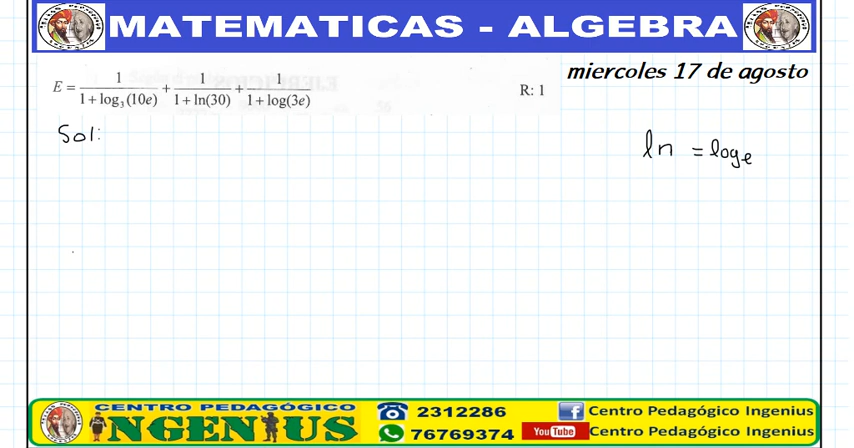 MATEMATICAS - ALGEBRA
miercoles 17 de agosto
E = 1/(1 + log₃(10e)) + 1/(1 + ln(30)) + 1/(1 + log(3e))
R: 1
Sol:
ln = logₑ
CENTRO PEDAGÓGICO
INGENIUS
2312286
76769374
f Centro Pedagógico Ingenius
YouTube Centro Pedagógico Ingenius